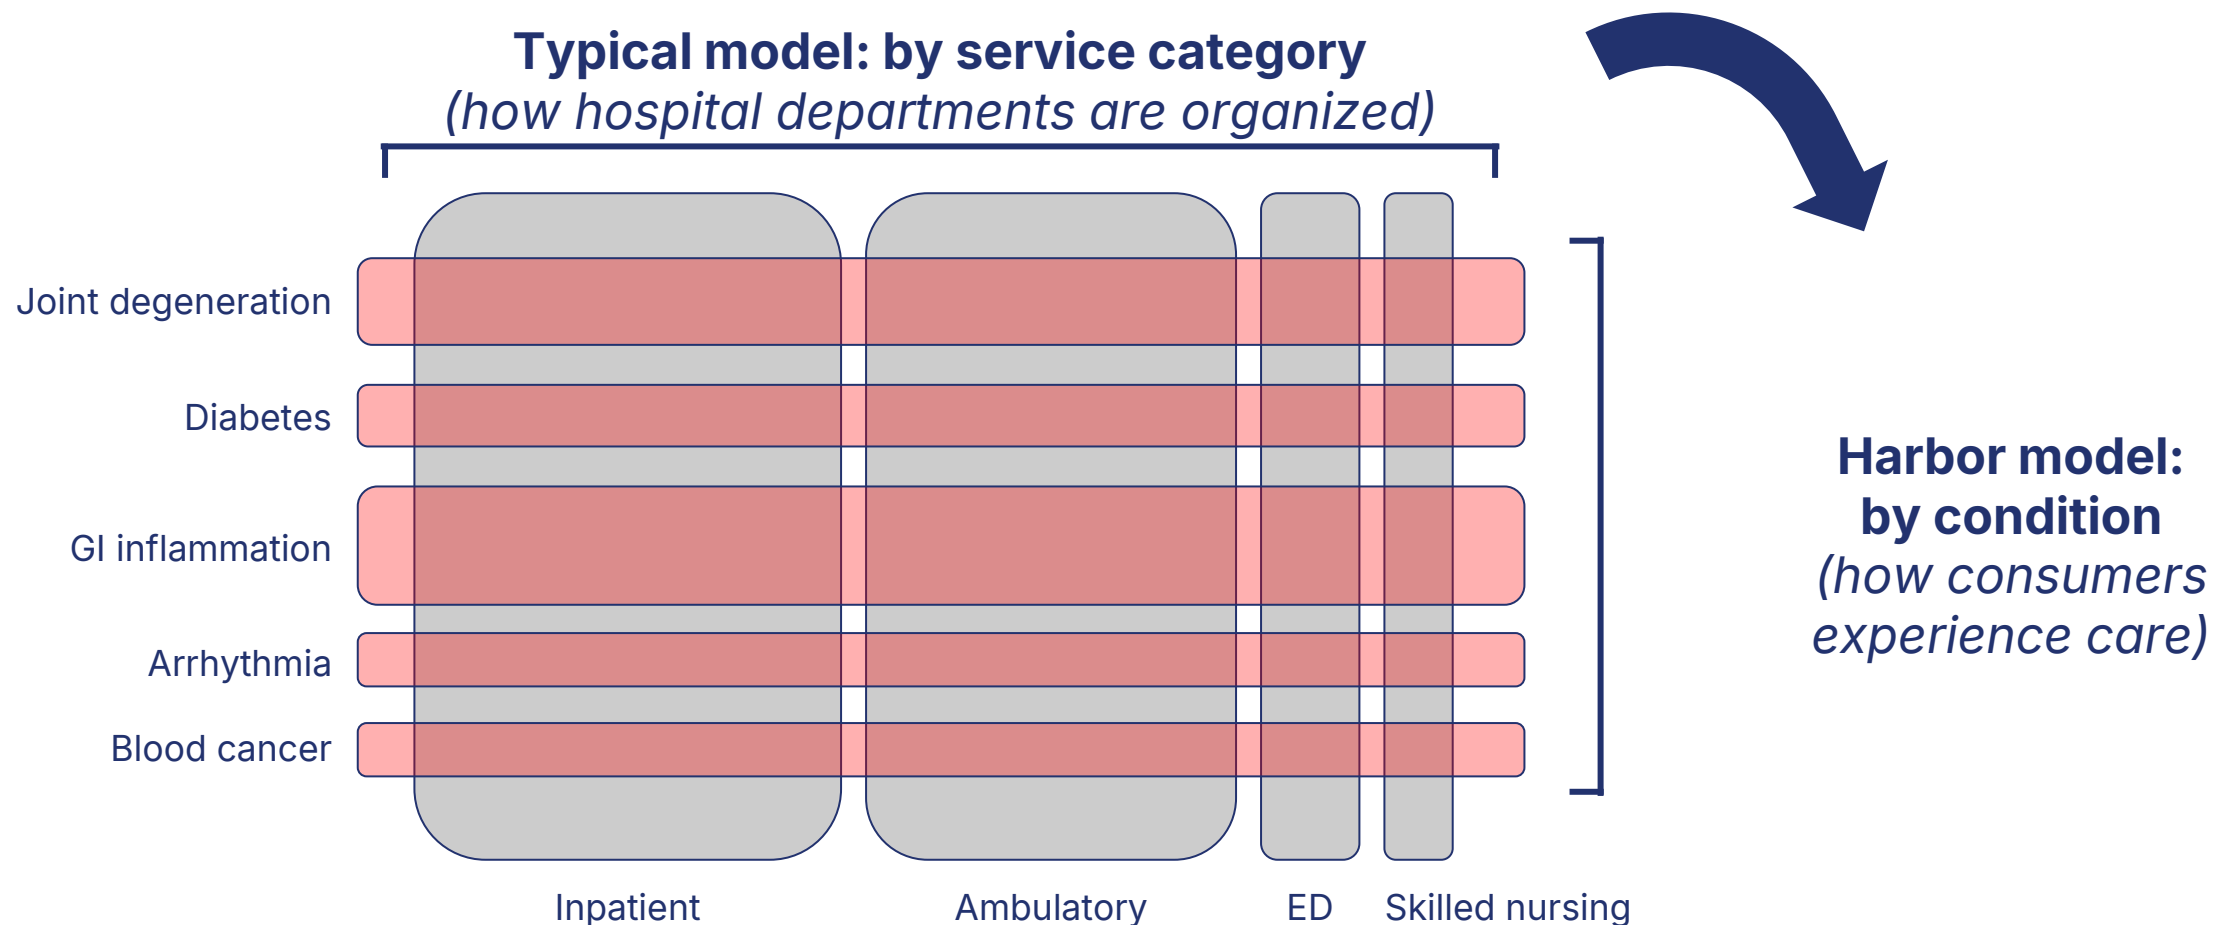 Typical model: by service category
(how hospital departments are organized)
Joint degeneration
Diabetes
GI inflammation
Arrhythmia
Blood cancer
Harbor model:
by condition
(how consumers
experience care)
Inpatient
Ambulatory
ED
Skilled nursing